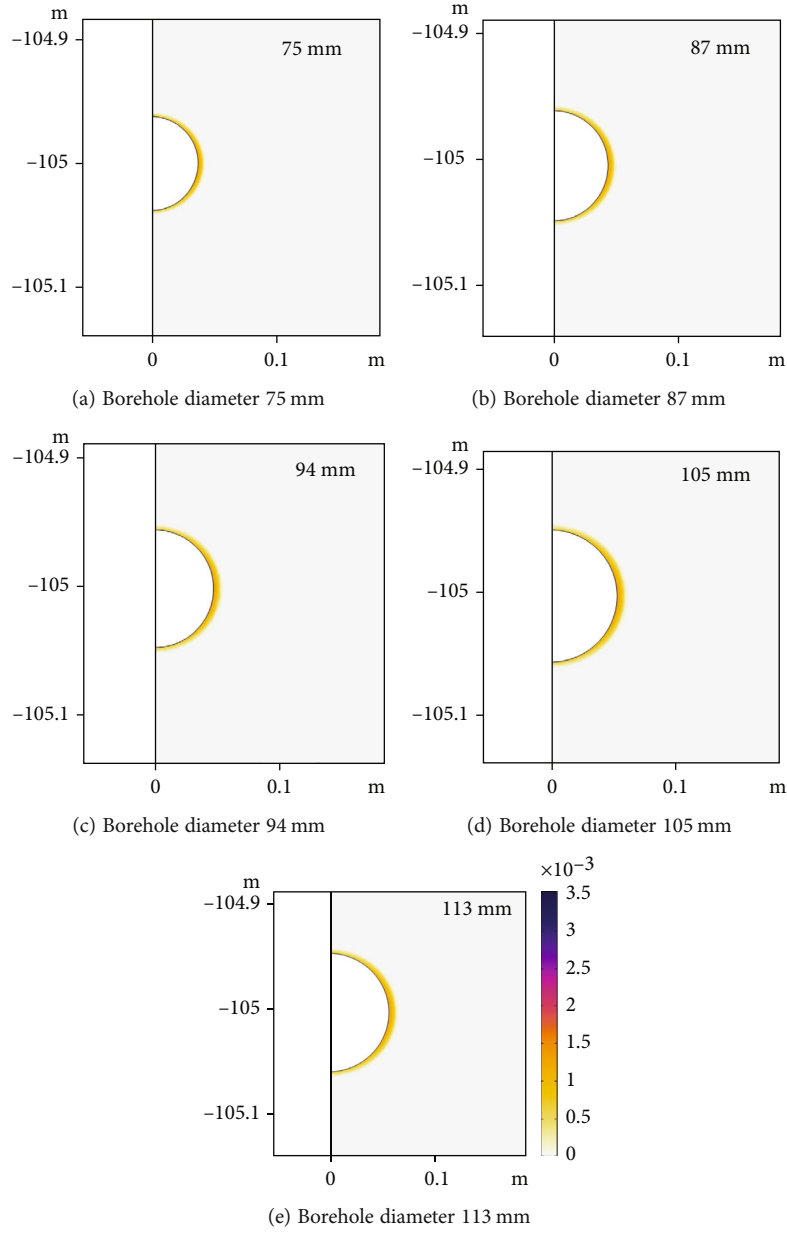 m
−104.9
−105
−105.1
75 mm
0
0.1
m
(a) Borehole diameter 75 mm
m
−104.9
−105
−105.1
87 mm
0
0.1
m
(b) Borehole diameter 87 mm
m
−104.9
−105
−105.1
94 mm
0
0.1
m
(c) Borehole diameter 94 mm
m
−104.9
−105
−105.1
105 mm
0
0.1
m
(d) Borehole diameter 105 mm
m
−104.9
−105
−105.1
113 mm
0
0.1
m
×10−3
3.5
3
2.5
2
1.5
1
0.5
0
(e) Borehole diameter 113 mm